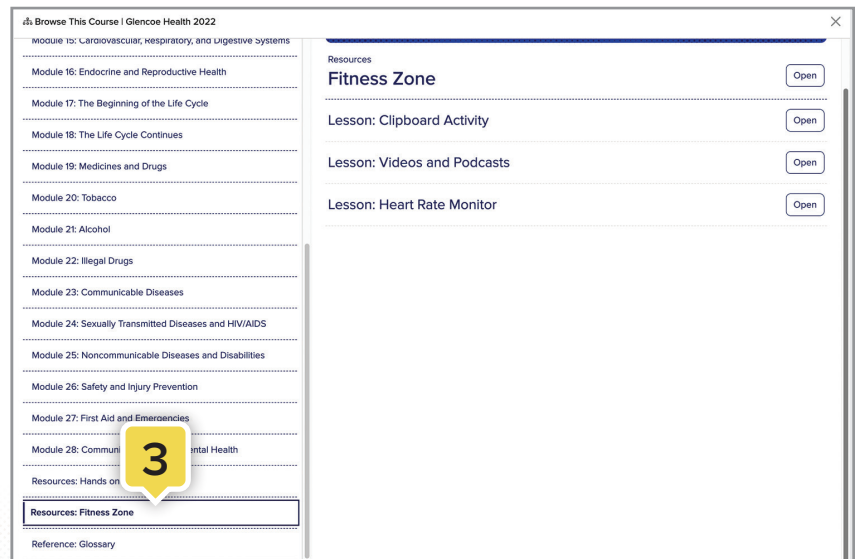 Browse This Course | Glencoe Health 2022
Module 15: Cardiovascular, Respiratory, and Digestive Systems
Module 16: Endocrine and Reproductive Health
Module 17: The Beginning of the Life Cycle
Module 18: The Life Cycle Continues
Module 19: Medicines and Drugs
Module 20: Tobacco
Module 21: Alcohol
Module 22: Illegal Drugs
Module 23: Communicable Diseases
Module 24: Sexually Transmitted Diseases and HIV/AIDS
Module 25: Noncommunicable Diseases and Disabilities
Module 26: Safety and Injury Prevention
Module 27: First Aid and Emergencies
Module 28: Communi ental Health
Resources: Hands on
3
Resources: Fitness Zone
Reference: Glossary
Resources
Fitness Zone Open
Lesson: Clipboard Activity Open
Lesson: Videos and Podcasts Open
Lesson: Heart Rate Monitor Open